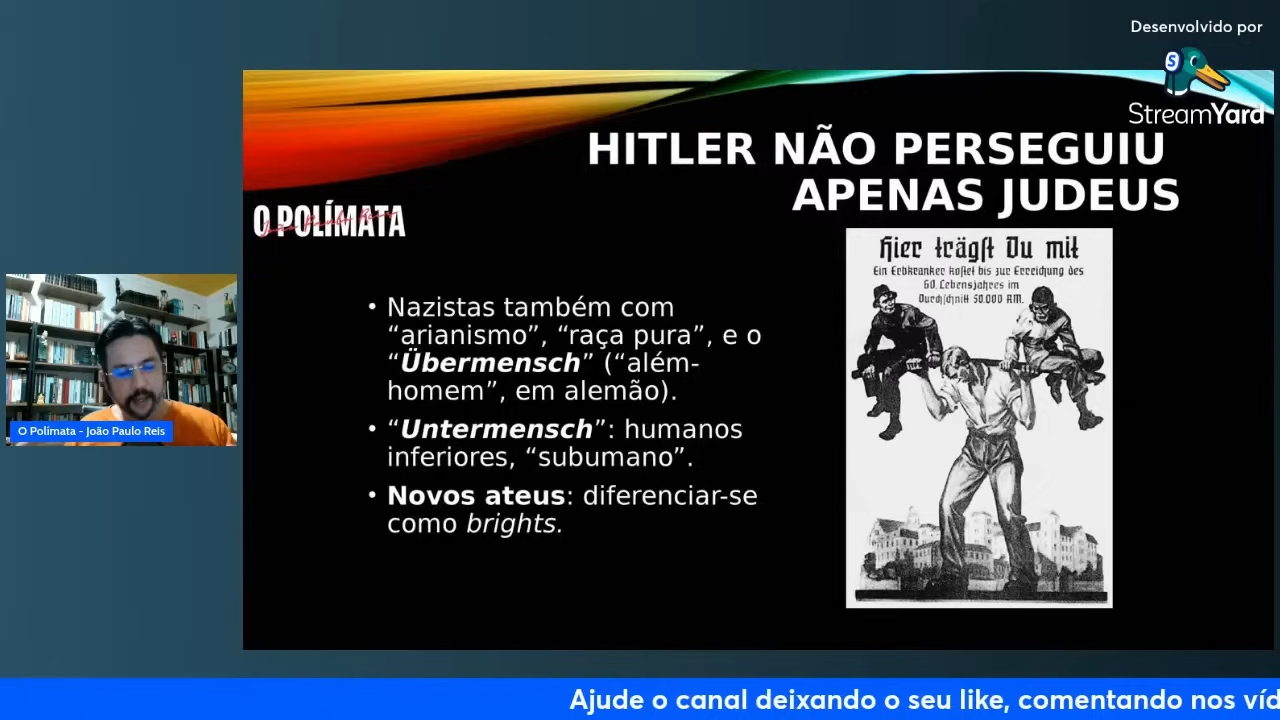 Desenvolvido por
StreamYard
HITLER NÃO PERSEGUIU
APENAS JUDEUS
O POLÍMATA
João Paulo Reis
• Nazistas também com
“arianismo”, “raça pura”, e o
“Übermensch” (“além-
homem”, em alemão).
• “Untermensch”: humanos
inferiores, “subumano”.
• Novos ateus: diferenciar-se
como brights.
Hier trägst Du mit
Ein Erbkranker kostet bis zur Erreichung des
60. Lebensjahres im
Durchschnitt 50.000 RM.
O Polímata - João Paulo Reis
Ajude o canal deixando o seu like, comentando nos víd